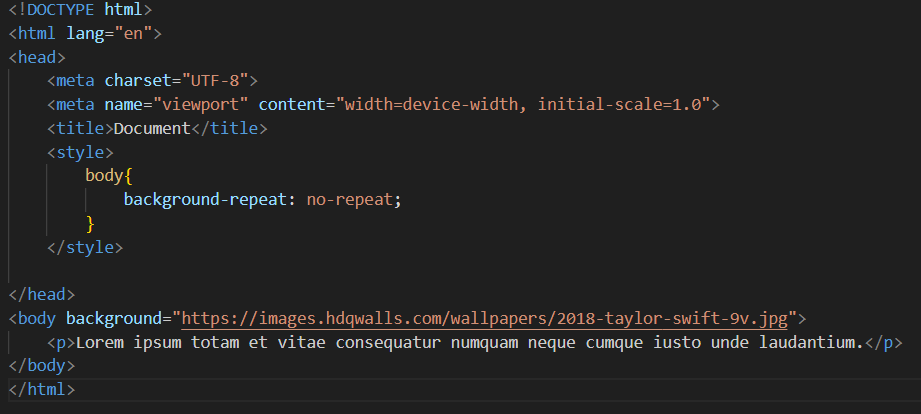 <!DOCTYPE html>
<html lang="en">
<head>
    <meta charset="UTF-8">
    <meta name="viewport" content="width=device-width, initial-scale=1.0">
    <title>Document</title>
    <style>
        body{
            background-repeat: no-repeat;
        }
    </style>
</head>
<body background="https://images.hdqwalls.com/wallpapers/2018-taylor-swift-9v.jpg">
    <p>Lorem ipsum totam et vitae consequatur numquam neque cumque iusto unde laudantium.</p>
</body>
</html>